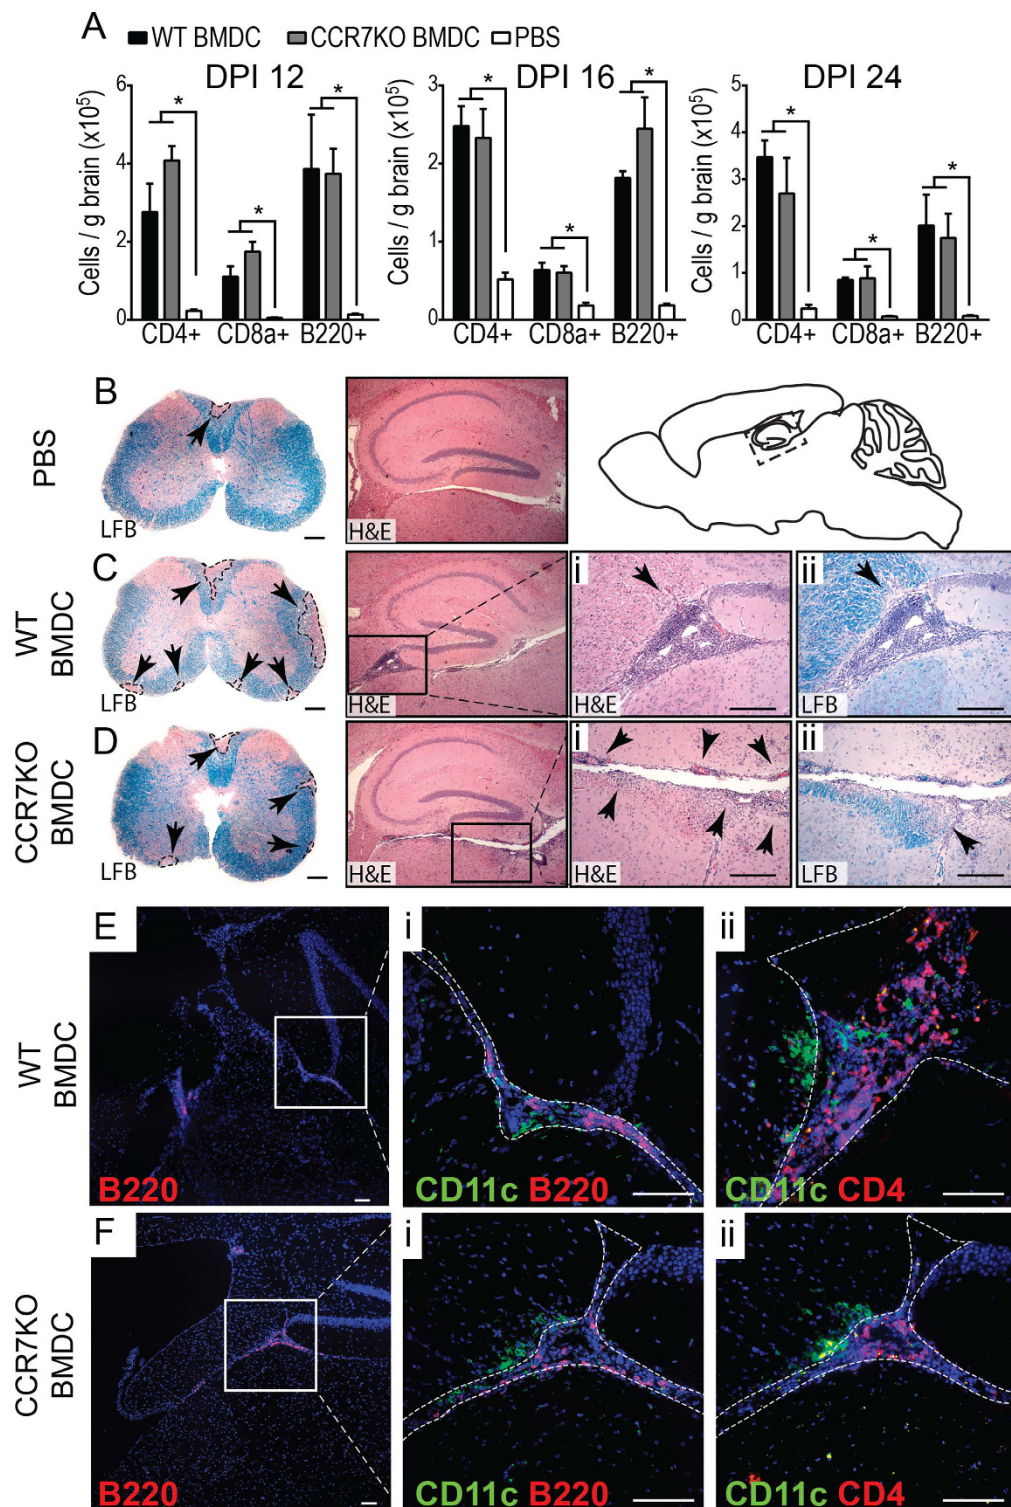 A
WT BMDC CCR7KO BMDC PBS
DPI 12 DPI 16 DPI 24
Cells / g brain (x10⁵)
6
4
2
0
CD4+ CD8a+ B220+
*
*
*
Cells / g brain (x10⁵)
3
2
1
0
CD4+ CD8a+ B220+
*
*
*
Cells / g brain (x10⁵)
5
4
3
2
1
0
CD4+ CD8a+ B220+
*
*
*
B
PBS
LFB
H&E
C
WT
BMDC
LFB
H&E
i
H&E
ii
LFB
D
CCR7KO
BMDC
LFB
H&E
i
H&E
ii
LFB
E
WT
BMDC
B220
i
CD11c B220
ii
CD11c CD4
F
CCR7KO
BMDC
B220
i
CD11c B220
ii
CD11c CD4